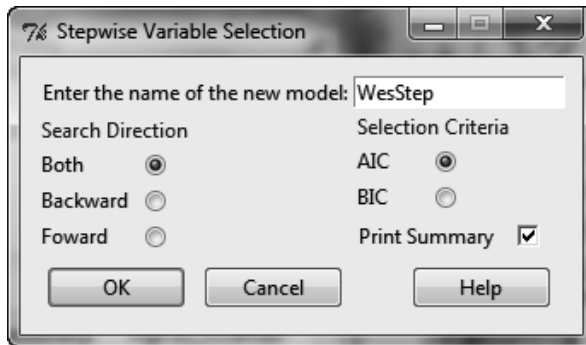 Stepwise Variable Selection
Enter the name of the new model: WesStep
Search Direction
Both
Backward
Foward
Selection Criteria
AIC
BIC
Print Summary
OK Cancel Help